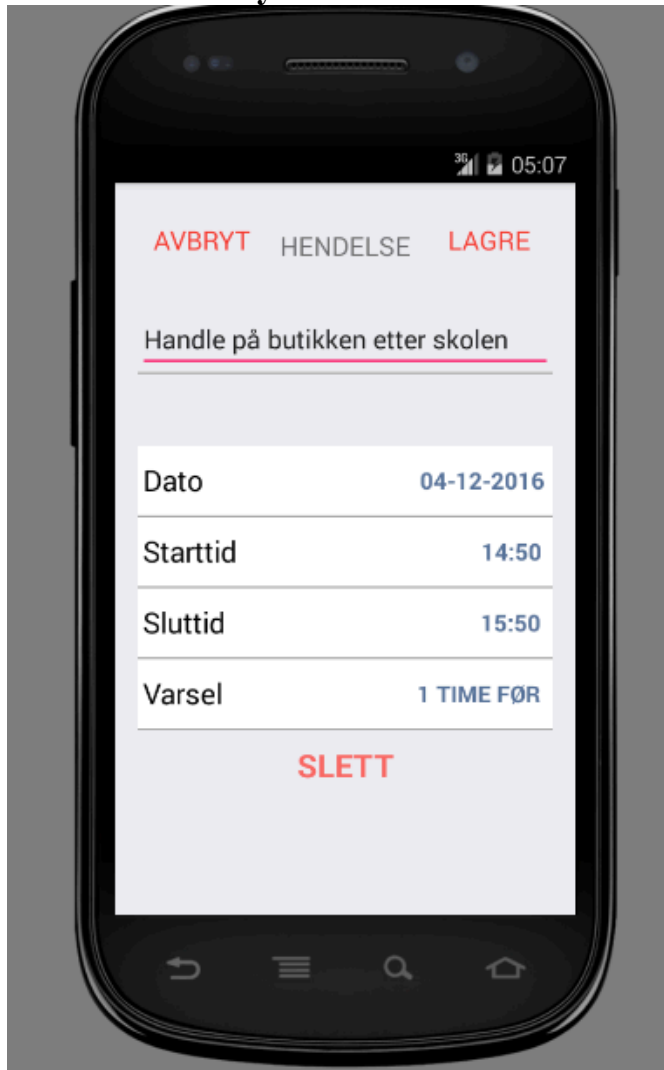 3G 05:07
AVBRYT HENDELSE LAGRE
Handle på butikken etter skolen
Dato 04-12-2016
Starttid 14:50
Sluttid 15:50
Varsel 1 TIME FØR
SLETT